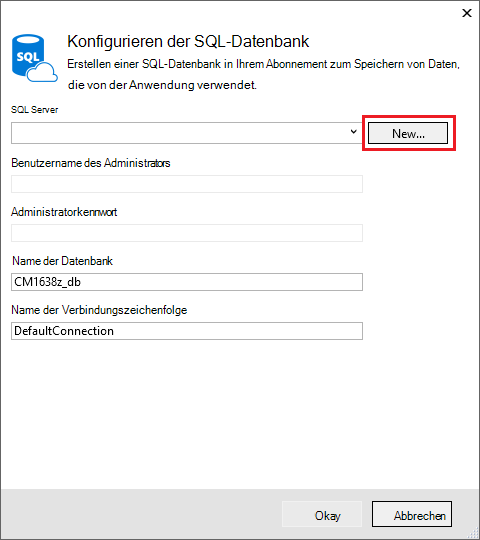 SQL
Konfigurieren der SQL-Datenbank
Erstellen einer SQL-Datenbank in Ihrem Abonnement zum Speichern von Daten,
die von der Anwendung verwendet.
SQL Server
New...
Benutzername des Administrators
Administratorkennwort
Name der Datenbank
CM1638z_db
Name der Verbindungszeichenfolge
DefaultConnection
Okay
Abbrechen